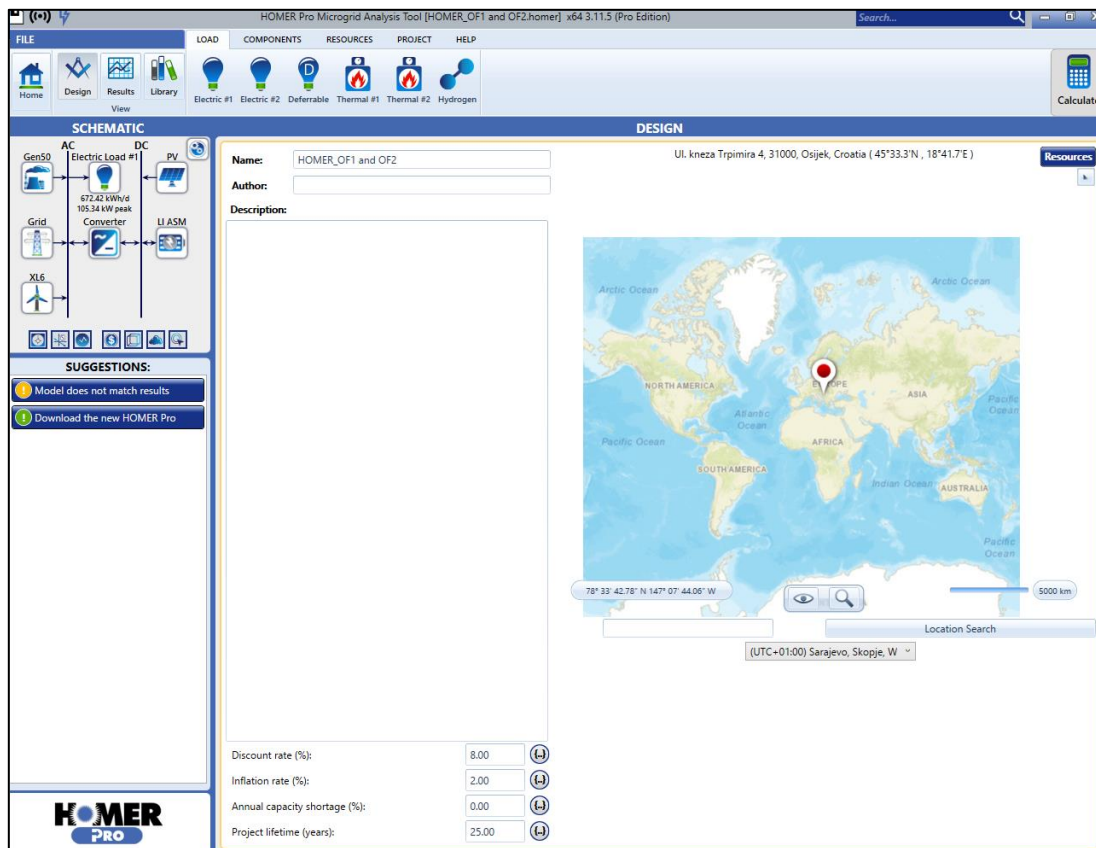 HOMER Pro Microgrid Analysis Tool [HOMER_OF1 and OF2.homer] x64 3.11.5 (Pro Edition)
Search...
FILE
LOAD COMPONENTS RESOURCES PROJECT HELP
Home Design Results Library
View
Electric #1 Electric #2 Deferrable Thermal #1 Thermal #2 Hydrogen
D
Calculate
SCHEMATIC
AC DC
Gen50 Electric Load #1 PV
672.42 kWh/d
105.34 kW peak
Grid Converter LI ASM
XL6
SUGGESTIONS:
Model does not match results
Download the new HOMER Pro
HOMER
PRO
DESIGN
Name: HOMER_OF1 and OF2
Author:
Description:
Discount rate (%): 8.00 {..}
Inflation rate (%): 2.00 {..}
Annual capacity shortage (%): 0.00 {..}
Project lifetime (years): 25.00 {..}
Ul. kneza Trpimira 4, 31000, Osijek, Croatia ( 45°33.3'N , 18°41.7'E )
Resources
Arctic Ocean Arctic Ocean
NORTH AMERICA ASIA
Pacific
Ocean
Atlantic
Ocean
Pacific Ocean AFRICA
SOUTH AMERICA
Indian Ocean
AUSTRALIA
Pacific
Ocean
78° 33' 42.78" N 147° 07' 44.06" W
5000 km
Location Search
(UTC+01:00) Sarajevo, Skopje, W